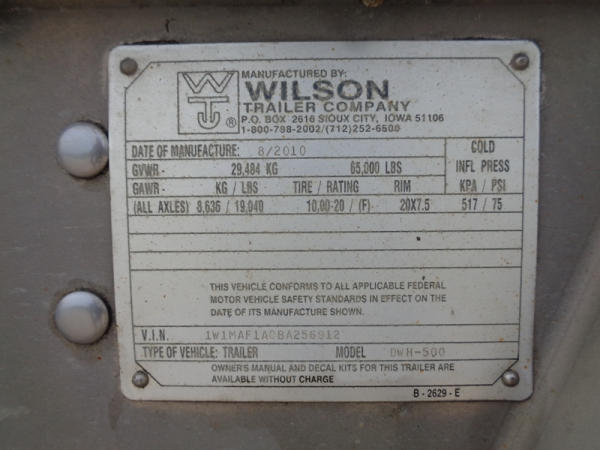 MANUFACTURED BY:
WT ®
WILSON
TRAILER COMPANY
P.O. BOX 2616 SIOUX CITY, IOWA 51106
1-800-798-2002/(712)252-6500
DATE OF MANUFACTURE: 8/2010
COLD
GVWR - 29,484 KG 65,000 LBS
INFL PRESS
GAWR - KG / LBS TIRE / RATING RIM KPA / PSI
(ALL AXLES) 8,636 / 19,040 10.00-20 / (F) 20X7.5 517 / 75
THIS VEHICLE CONFORMS TO ALL APPLICABLE FEDERAL
MOTOR VEHICLE SAFETY STANDARDS IN EFFECT ON THE
DATE OF ITS MANUFACTURE SHOWN.
V.I.N. 1W1MAF1A0BA256912
TYPE OF VEHICLE: TRAILER MODEL DWH-500
OWNER'S MANUAL AND DECAL KITS FOR THIS TRAILER ARE
AVAILABLE WITHOUT CHARGE
B - 2629 - E